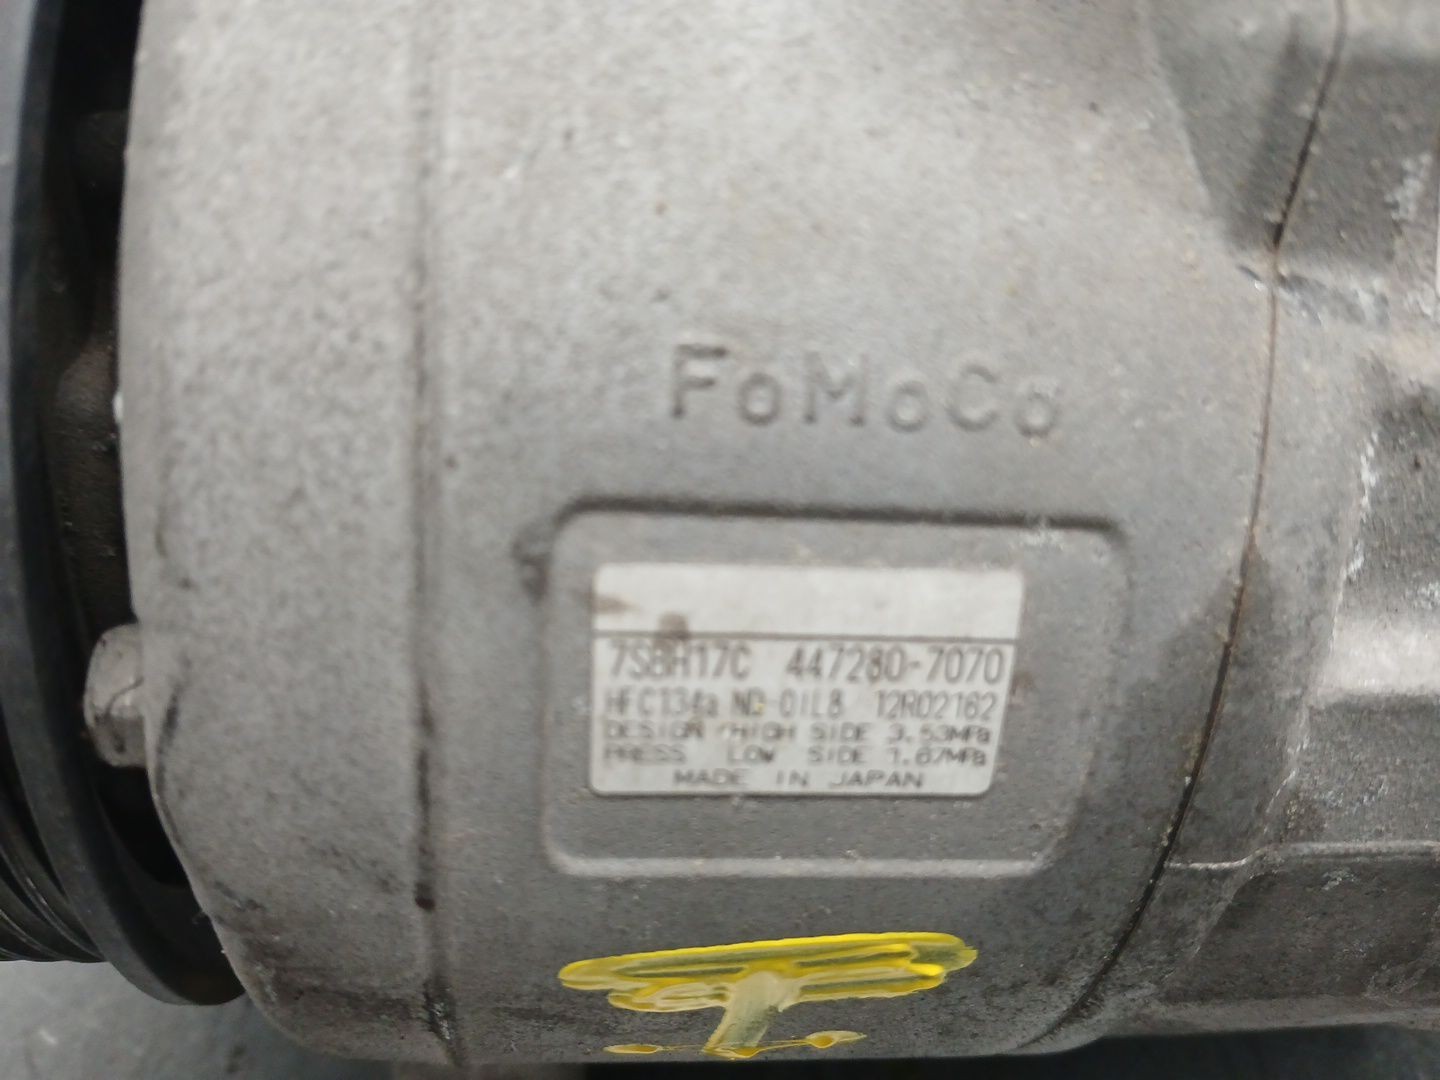 FoMoCo
7SBH17C 447280-7070
HFC134a ND-OIL8 12R02162
DESIGN HIGH SIDE 3.53MPa
PRESS LOW SIDE 1.67MPa
MADE IN JAPAN